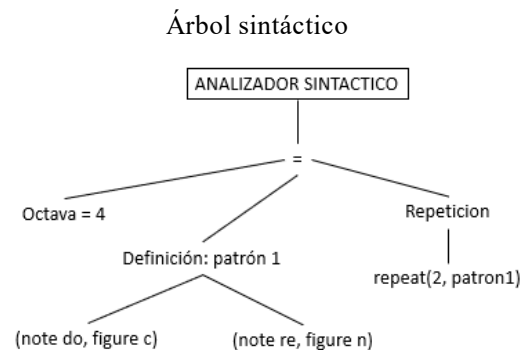 Árbol sintáctico
ANALIZADOR SINTACTICO
=
Octava = 4
Repeticion
Definición: patrón 1
repeat(2, patron1)
(note do, figure c)
(note re, figure n)